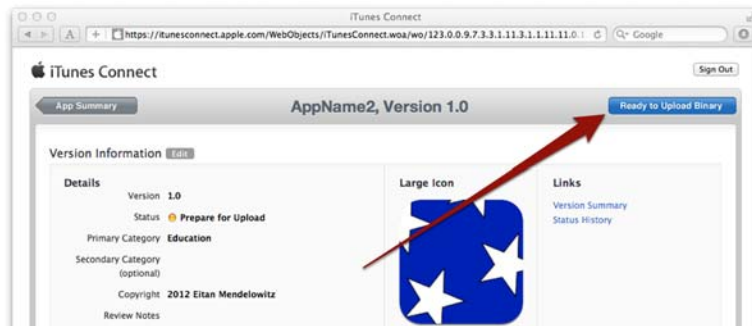 iTunes Connect
https://itunesconnect.apple.com/WebObjects/iTunesConnect.woa/wo/123.0.0.9.7.3.3.1.11.3.1.1.11.11.0.1
Google
iTunes Connect
Sign Out
App Summary
AppName2, Version 1.0
Ready to Upload Binary
Version Information Edit
Details
Version 1.0
Status Prepare for Upload
Primary Category Education
Secondary Category
(optional)
Copyright 2012 Eitan Mendelowitz
Review Notes
Large Icon
Links
Version Summary
Status History